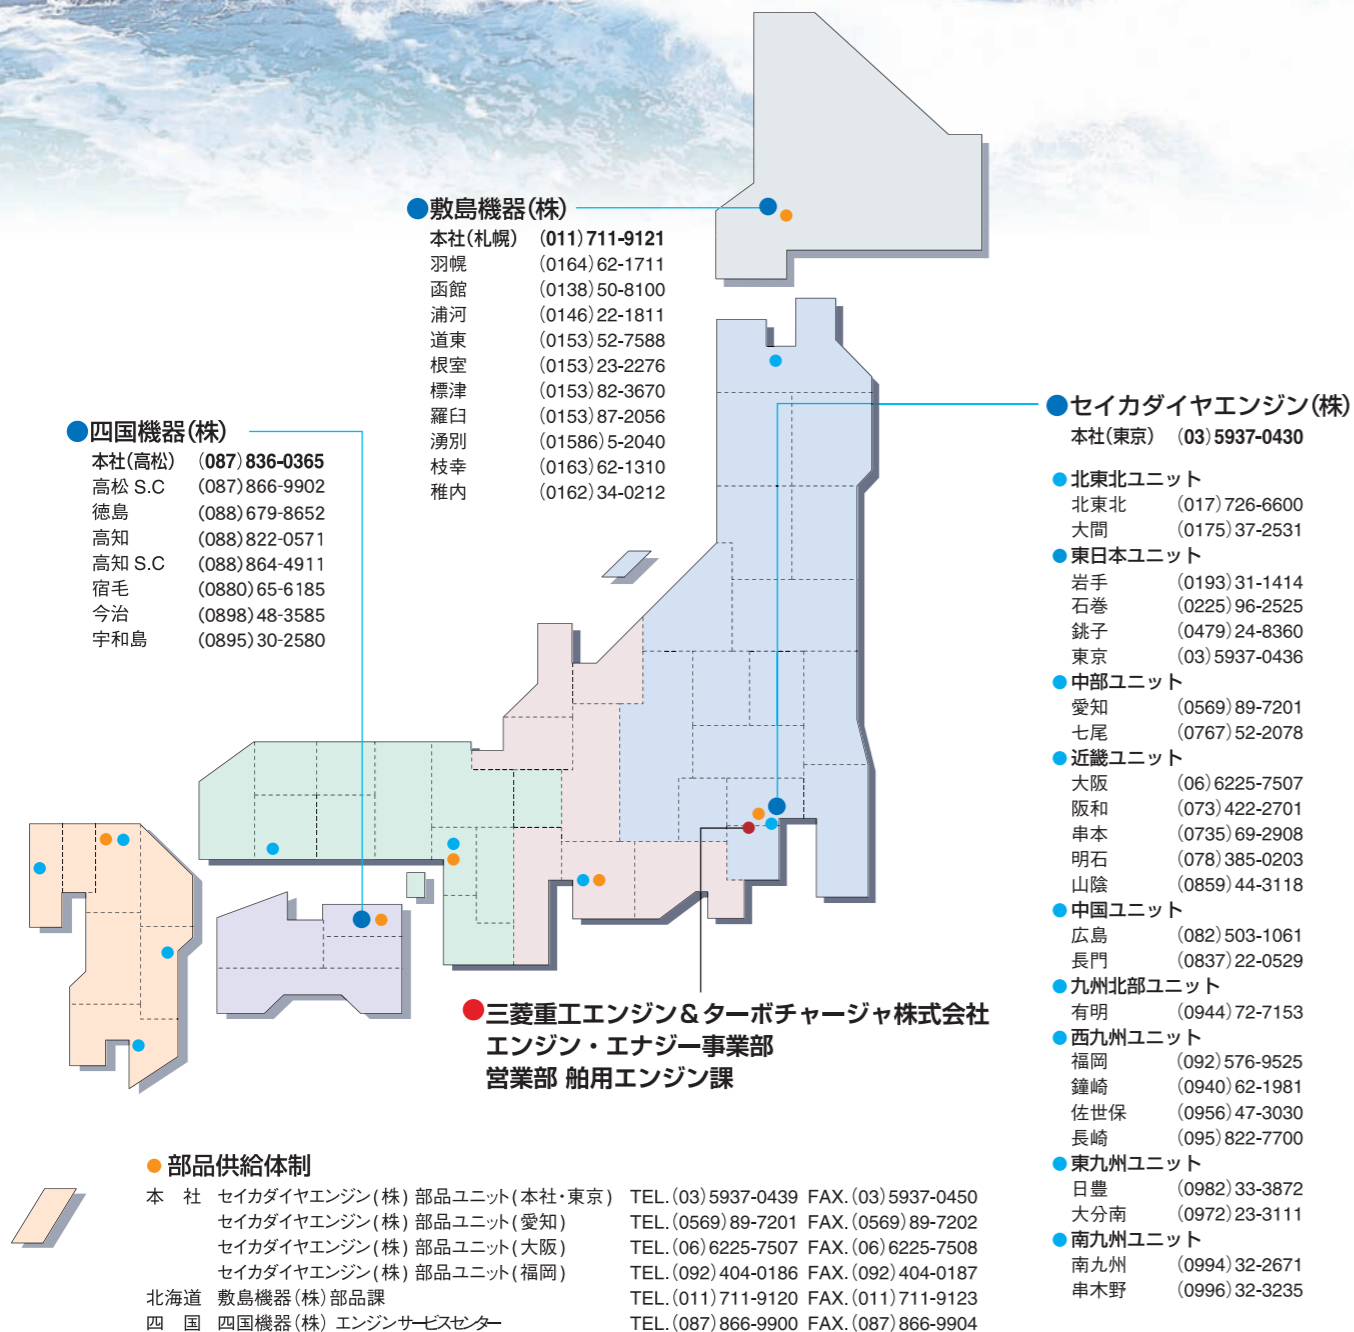 ●敷島機器(株)
本社(札幌) (011)711-9121
羽幌 (0164)62-1711
函館 (0138)50-8100
浦河 (0146)22-1811
道東 (0153)52-7588
根室 (0153)23-2276
標津 (0153)82-3670
羅臼 (0153)87-2056
湧別 (01586)5-2040
枝幸 (0163)62-1310
稚内 (0162)34-0212
●四国機器(株)
本社(高松) (087)836-0365
高松 S.C (087)866-9902
徳島 (088)679-8652
高知 (088)822-0571
高知 S.C (088)864-4911
宿毛 (0880)65-6185
今治 (0898)48-3585
宇和島 (0895)30-2580
●セイカダイヤエンジン(株)
本社(東京) (03)5937-0430
●北東北ユニット
北東北 (017)726-6600
大間 (0175)37-2531
●東日本ユニット
岩手 (0193)31-1414
石巻 (0225)96-2525
銚子 (0479)24-8360
東京 (03)5937-0436
●中部ユニット
愛知 (0569)89-7201
七尾 (0767)52-2078
●近畿ユニット
大阪 (06)6225-7507
阪和 (073)422-2701
串本 (0735)69-2908
明石 (078)385-0203
山陰 (0859)44-3118
●中国ユニット
広島 (082)503-1061
長門 (0837)22-0529
●九州北部ユニット
有明 (0944)72-7153
●西九州ユニット
福岡 (092)576-9525
鐘崎 (0940)62-1981
佐世保 (0956)47-3030
長崎 (095)822-7700
●東九州ユニット
日豊 (0982)33-3872
大分南 (0972)23-3111
●南九州ユニット
南九州 (0994)32-2671
串木野 (0996)32-3235
●三菱重工エンジン&ターボチャージャ株式会社
エンジン・エナジー事業部
営業部 舶用エンジン課
●部品供給体制
本 社 セイカダイヤエンジン(株)部品ユニット(本社・東京) TEL.(03)5937-0439 FAX.(03)5937-0450
セイカダイヤエンジン(株)部品ユニット(愛知) TEL.(0569)89-7201 FAX.(0569)89-7202
セイカダイヤエンジン(株)部品ユニット(大阪) TEL.(06)6225-7507 FAX.(06)6225-7508
セイカダイヤエンジン(株)部品ユニット(福岡) TEL.(092)404-0186 FAX.(092)404-0187
北海道 敷島機器(株)部品課 TEL.(011)711-9120 FAX.(011)711-9123
四 国 四国機器(株) エンジンサービスセンター TEL.(087)866-9900 FAX.(087)866-9904